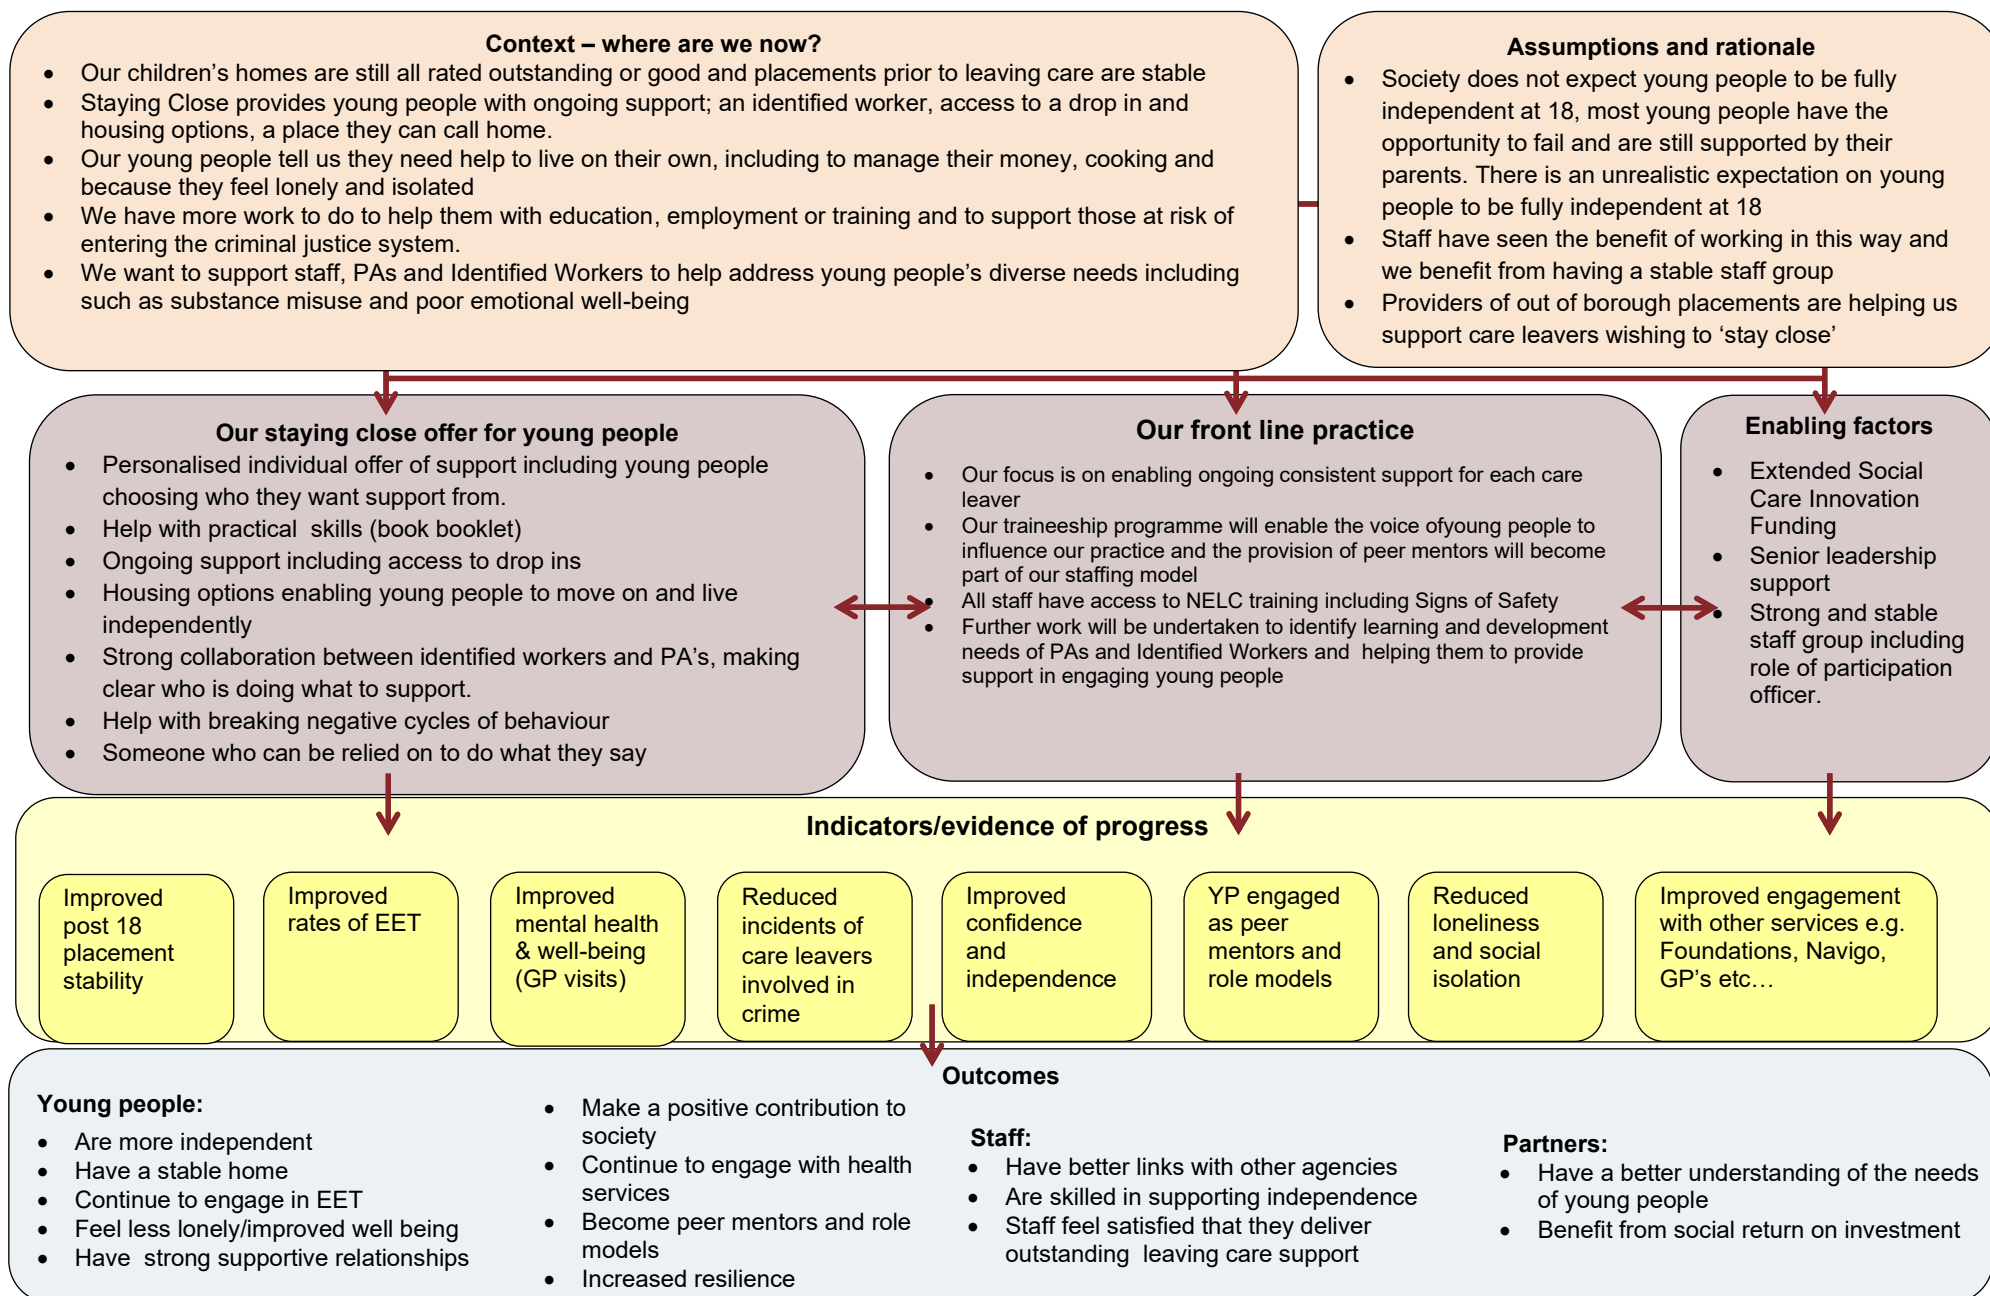 Context – where are we now?
• Our children's homes are still all rated outstanding or good and placements prior to leaving care are stable
• Staying Close provides young people with ongoing support; an identified worker, access to a drop in and
housing options, a place they can call home.
• Our young people tell us they need help to live on their own, including to manage their money, cooking and
because they feel lonely and isolated
• We have more work to do to help them with education, employment or training and to support those at risk of
entering the criminal justice system.
• We want to support staff, PAs and Identified Workers to help address young people's diverse needs including
such as substance misuse and poor emotional well-being
Assumptions and rationale
• Society does not expect young people to be fully
independent at 18, most young people have the
opportunity to fail and are still supported by their
parents. There is an unrealistic expectation on young
people to be fully independent at 18
• Staff have seen the benefit of working in this way and
we benefit from having a stable staff group
• Providers of out of borough placements are helping us
support care leavers wishing to 'stay close'
Our staying close offer for young people
• Personalised individual offer of support including young people
choosing who they want support from.
• Help with practical skills (book booklet)
• Ongoing support including access to drop ins
• Housing options enabling young people to move on and live
independently
• Strong collaboration between identified workers and PA's, making
clear who is doing what to support.
• Help with breaking negative cycles of behaviour
• Someone who can be relied on to do what they say
Our front line practice
• Our focus is on enabling ongoing consistent support for each care
leaver
• Our traineeship programme will enable the voice ofyoung people to
influence our practice and the provision of peer mentors will become
part of our staffing model
• All staff have access to NELC training including Signs of Safety
• Further work will be undertaken to identify learning and development
needs of PAs and Identified Workers and helping them to provide
support in engaging young people
Enabling factors
• Extended Social
Care Innovation
Funding
• Senior leadership
support
• Strong and stable
staff group including
role of participation
officer.
Indicators/evidence of progress
Improved
post 18
placement
stability
Improved
rates of EET
Improved
mental health
& well-being
(GP visits)
Reduced
incidents of
care leavers
involved in
crime
Improved
confidence
and
independence
YP engaged
as peer
mentors and
role models
Reduced
loneliness
and social
isolation
Improved engagement
with other services e.g.
Foundations, Navigo,
GP's etc…
Outcomes
Young people:
• Are more independent
• Have a stable home
• Continue to engage in EET
• Feel less lonely/improved well being
• Have strong supportive relationships
• Make a positive contribution to
society
• Continue to engage with health
services
• Become peer mentors and role
models
• Increased resilience
Staff:
• Have better links with other agencies
• Are skilled in supporting independence
• Staff feel satisfied that they deliver
outstanding leaving care support
Partners:
• Have a better understanding of the needs
of young people
• Benefit from social return on investment